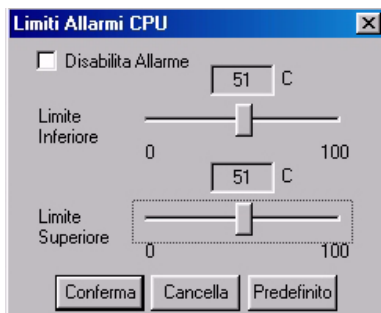 Limiti Allarmi CPU
Disabilita Allarme
51 C
Limite
Inferiore
0 100
51 C
Limite
Superiore
0 100
Conferma Cancella Predefinito